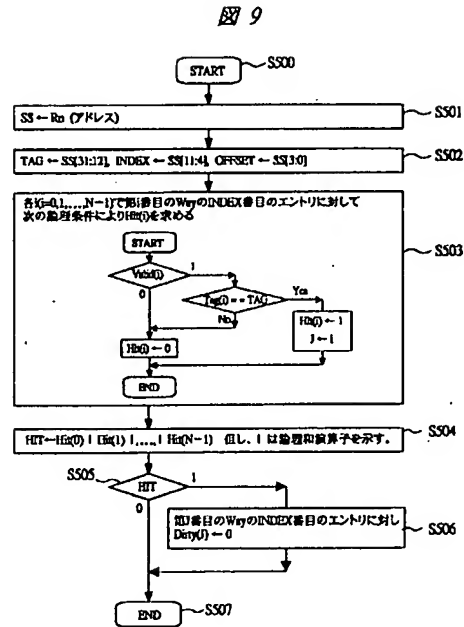 図 9
START
S500
SS ← Rn (アドレス)
S501
TAG ← SS[31:12], INDEX ← SS[11:4], OFFSET ← SS[3:0]
S502
各i(i=0,1,...,N-1)で第i番目のWayのINDEX番目のエントリに対して
次の論理条件によりHit(i)を求める
S503
START
Valid(i)
1
0
Tag(i) == TAG
Yes
No
Hit(i) ← 1
J ← i
Hit(i) ← 0
END
HIT←Hit(0) | Hit(1) |,...,| Hit(N-1) 但し、| は論理和演算子を示す。
S504
S505
HIT
1
0
第J番目のWayのINDEX番目のエントリに対し
Dirty(J) ← 0
S506
END
S507